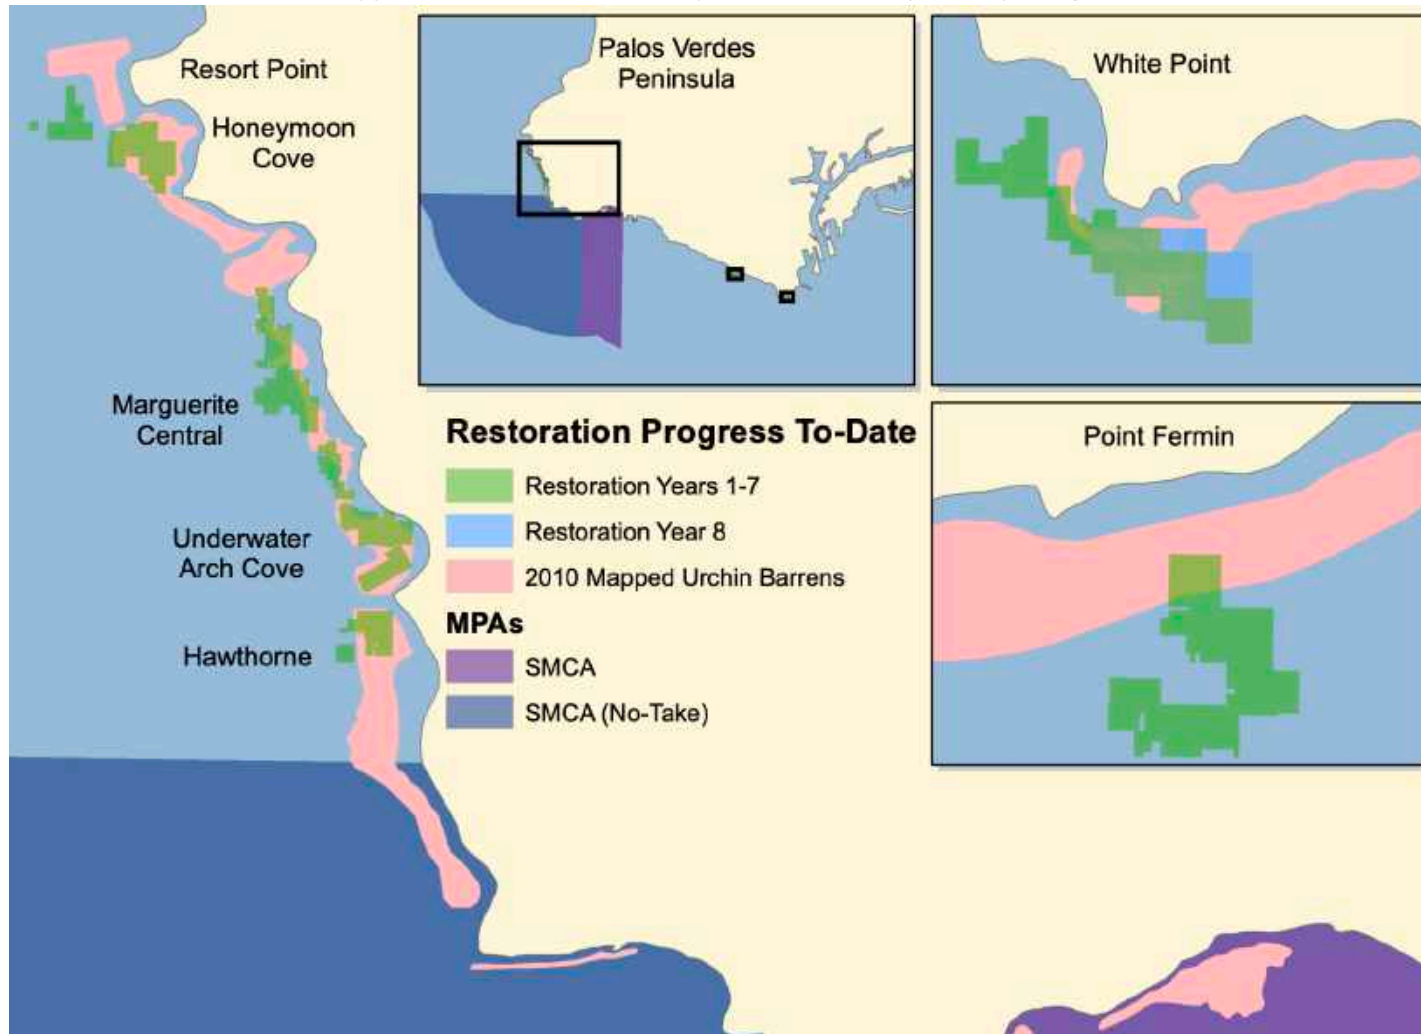 Resort Point
Honeymoon
Cove
Marguerite
Central
Underwater
Arch Cove
Hawthorne
Palos Verdes
Peninsula
White Point
Point Fermin
Restoration Progress To-Date
Restoration Years 1-7
Restoration Year 8
2010 Mapped Urchin Barrens
MPAs
SMCA
SMCA (No-Take)